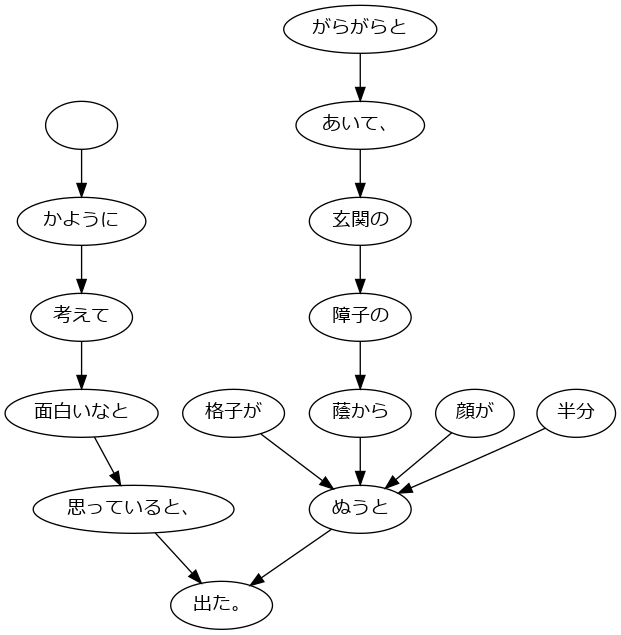 がらがらと
あいて、
かように
玄関の
考えて
障子の
面白いなと
格子が
蔭から
顔が
半分
思っていると、
ぬうと
出た。